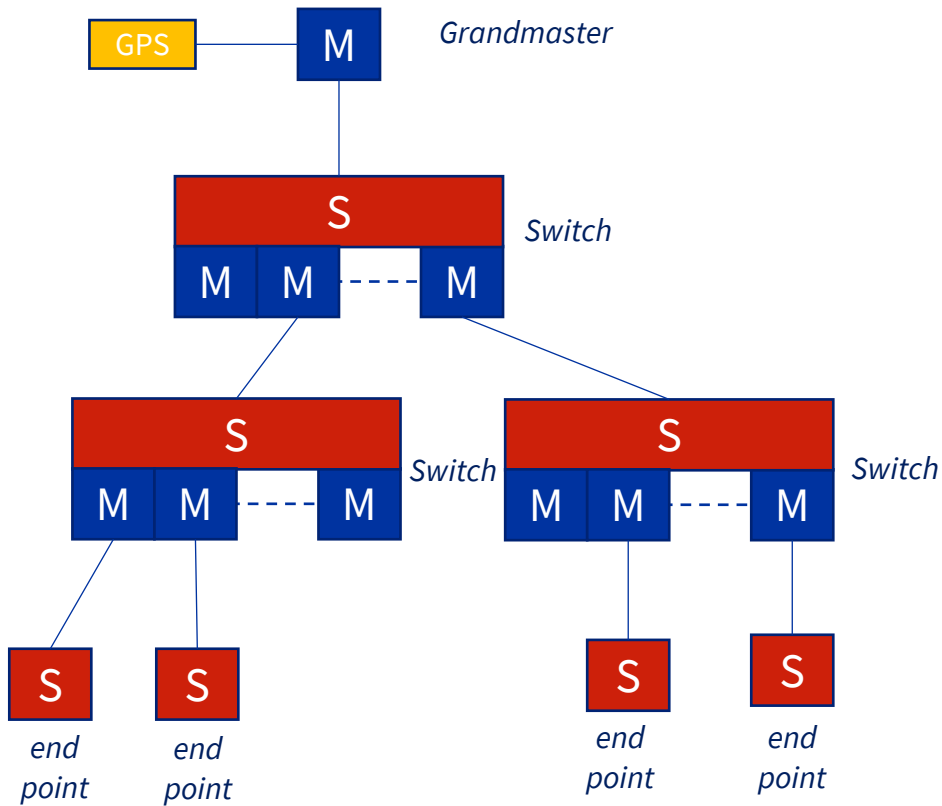 GPS
M
Grandmaster
S
Switch
M M M
S
Switch
S
Switch
M M M
M M M
S
S
S
S
end
point
end
point
end
point
end
point